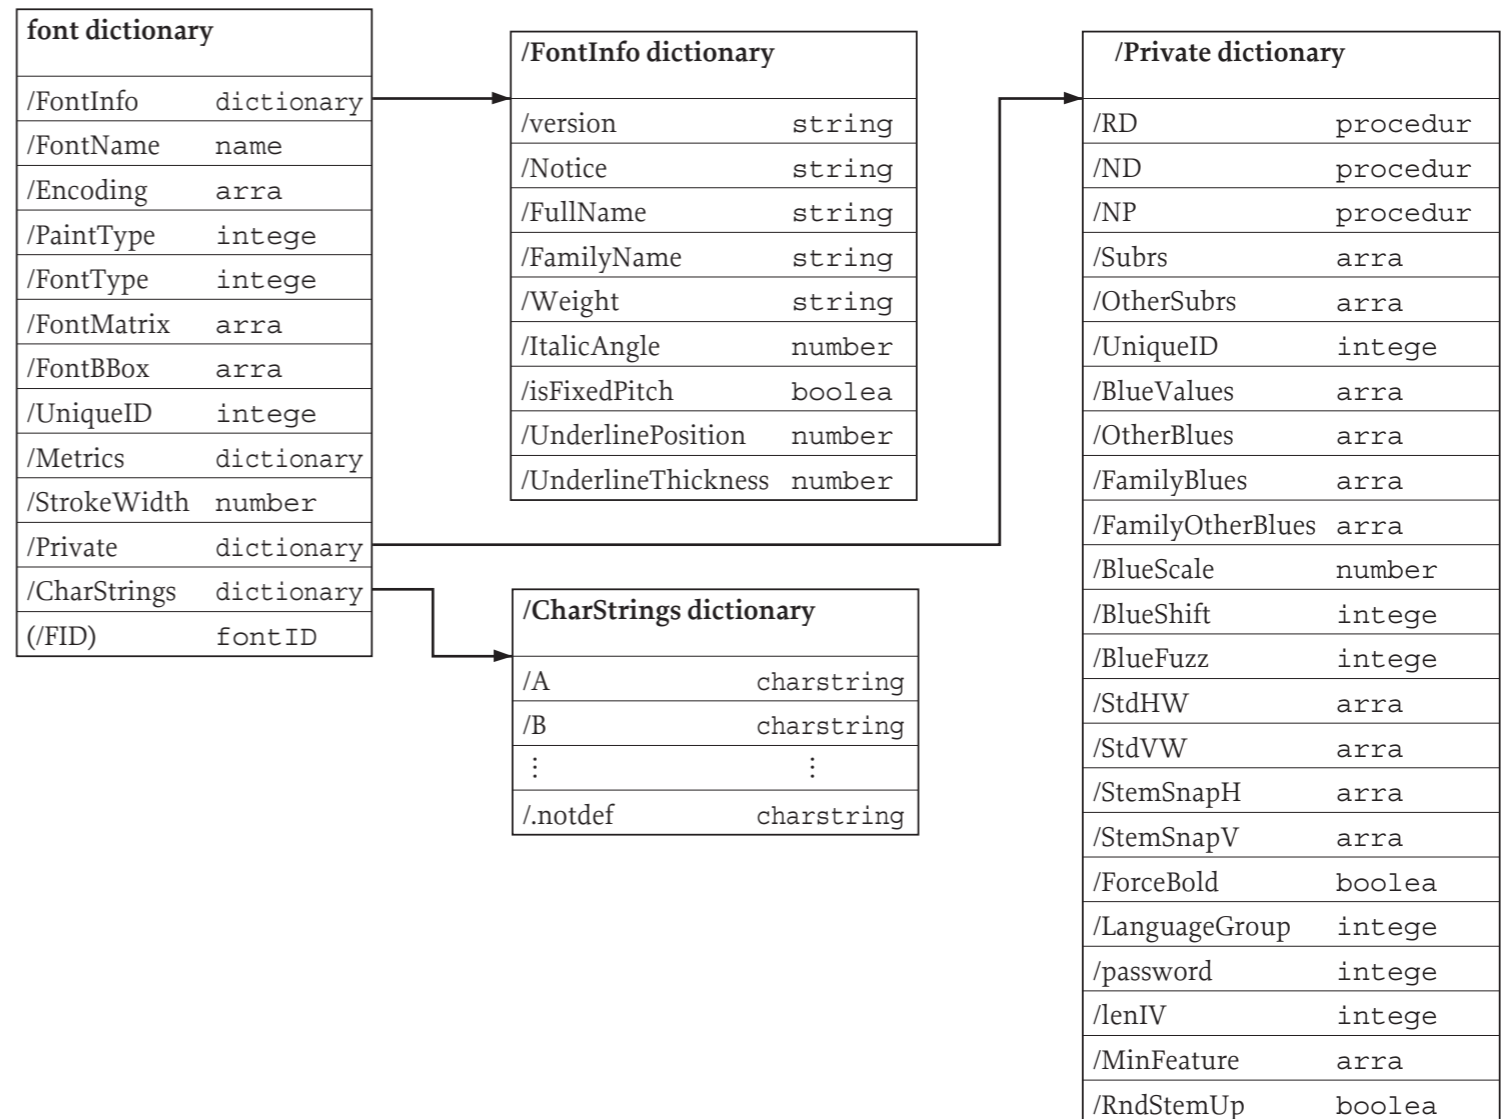 font dictionary
/FontInfo dictionary
/FontName name
/Encoding arra
/PaintType intege
/FontType intege
/FontMatrix arra
/FontBBox arra
/UniqueID intege
/Metrics dictionary
/StrokeWidth number
/Private dictionary
/CharStrings dictionary
(/FID) fontID
/FontInfo dictionary
/version string
/Notice string
/FullName string
/FamilyName string
/Weight string
/ItalicAngle number
/isFixedPitch boolea
/UnderlinePosition number
/UnderlineThickness number
/CharStrings dictionary
/A charstring
/B charstring
⋮ ⋮
/.notdef charstring
/Private dictionary
/RD procedur
/ND procedur
/NP procedur
/Subrs arra
/OtherSubrs arra
/UniqueID intege
/BlueValues arra
/OtherBlues arra
/FamilyBlues arra
/FamilyOtherBlues arra
/BlueScale number
/BlueShift intege
/BlueFuzz intege
/StdHW arra
/StdVW arra
/StemSnapH arra
/StemSnapV arra
/ForceBold boolea
/LanguageGroup intege
/password intege
/lenIV intege
/MinFeature arra
/RndStemUp boolea